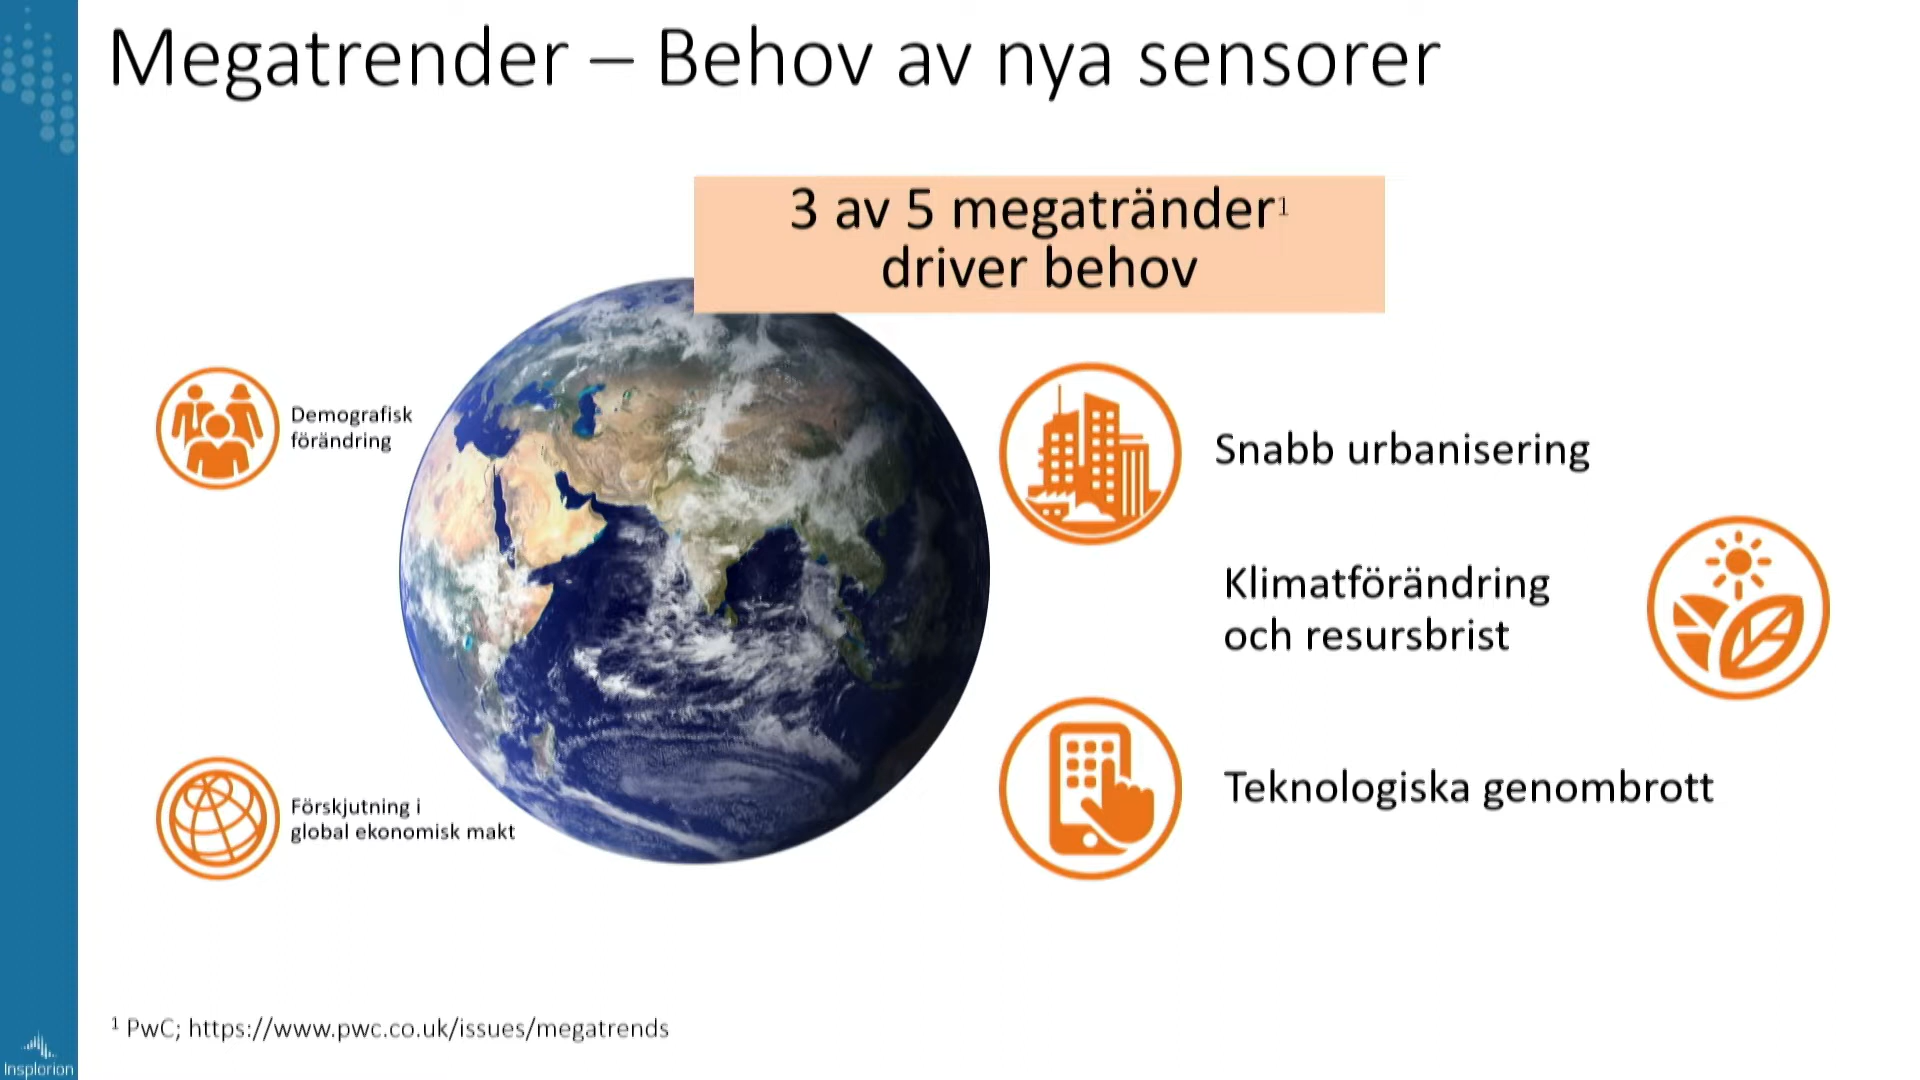 Megatrender – Behov av nya sensorer
3 av 5 megatränder¹
driver behov
Demografisk
förändring
Snabb urbanisering
Klimatförändring
och resursbrist
Förskjutning i
global ekonomisk makt
Teknologiska genombrott
¹ PwC; https://www.pwc.co.uk/issues/megatrends
Insplorion